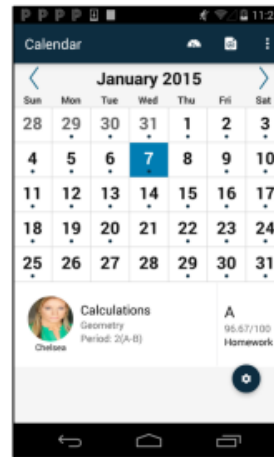 11:2
Calendar
January 2015
Sun Mon Tue Wed Thu Fri Sat
28 29 30 31 1 2 3
4 5 6 7 8 9 10
11 12 13 14 15 16 17
18 19 20 21 22 23 24
25 26 27 28 29 30 31
Calculations A
Geometry 96.67/100
Period: 2(A-B) Homework
Chelsea